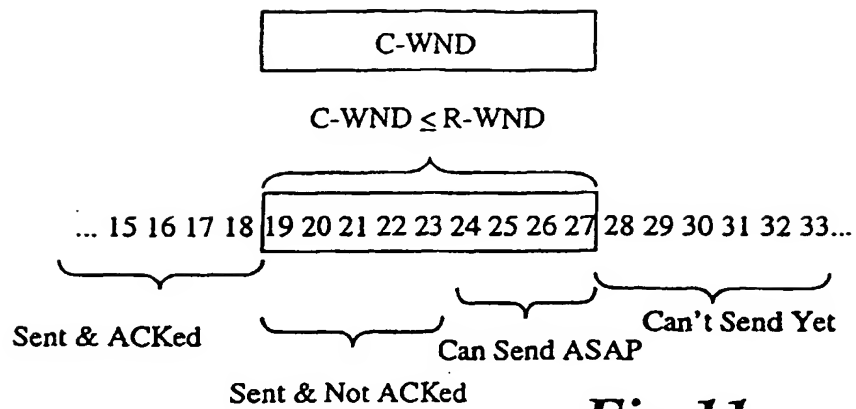 C-WND
C-WND ≤ R-WND
... 15 16 17 18 19 20 21 22 23 24 25 26 27 28 29 30 31 32 33...
Sent & ACKed
Sent & Not ACKed
Can Send ASAP
Can't Send Yet